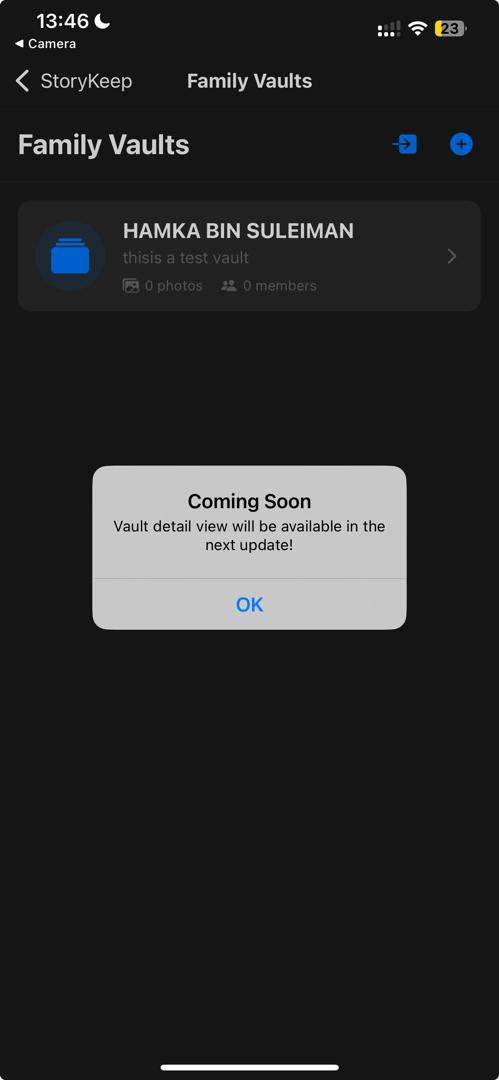 13:46
23
◀ Camera
StoryKeep
Family Vaults
Family Vaults
HAMKA BIN SULEIMAN
thisis a test vault
0 photos 0 members
Coming Soon
Vault detail view will be available in the
next update!
OK